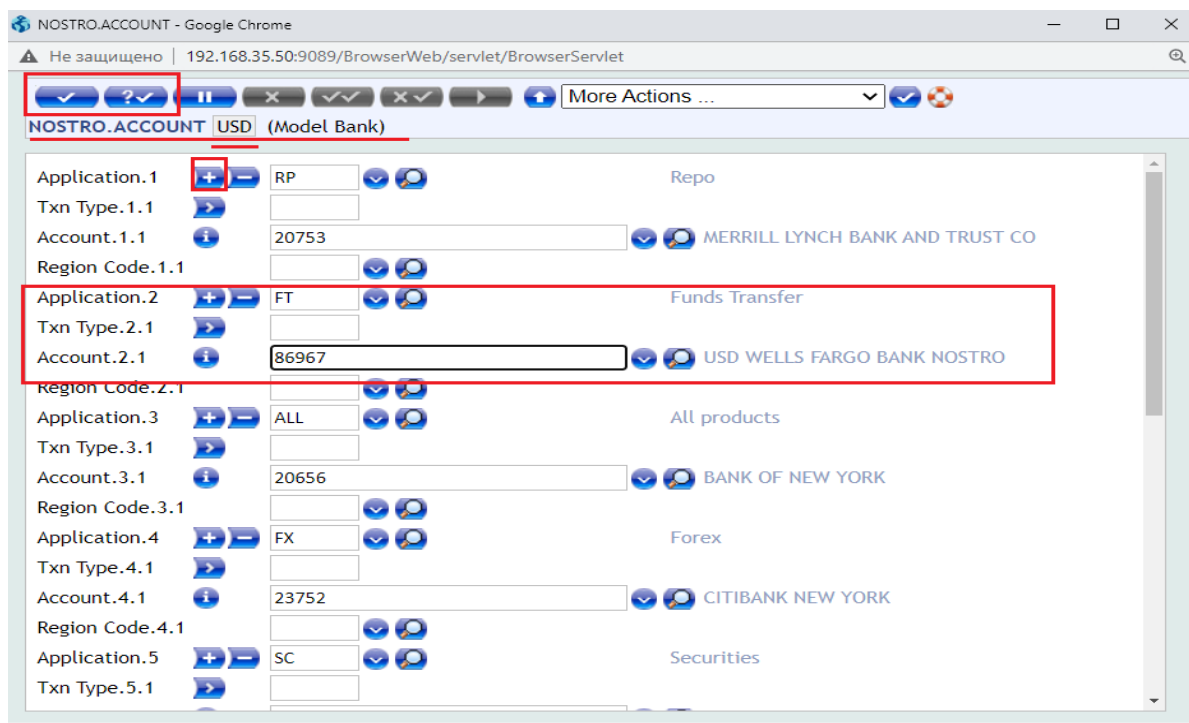 NOSTRO.ACCOUNT - Google Chrome
Не защищено | 192.168.35.50:9089/BrowserWeb/servlet/BrowserServlet
More Actions ...
NOSTRO.ACCOUNT USD (Model Bank)
Application.1 RP Repo
Txn Type.1.1
Account.1.1 20753 MERRILL LYNCH BANK AND TRUST CO
Region Code.1.1
Application.2 FT Funds Transfer
Txn Type.2.1
Account.2.1 86967 USD WELLS FARGO BANK NOSTRO
Region Code.2.1
Application.3 ALL All products
Txn Type.3.1
Account.3.1 20656 BANK OF NEW YORK
Region Code.3.1
Application.4 FX Forex
Txn Type.4.1
Account.4.1 23752 CITIBANK NEW YORK
Region Code.4.1
Application.5 SC Securities
Txn Type.5.1